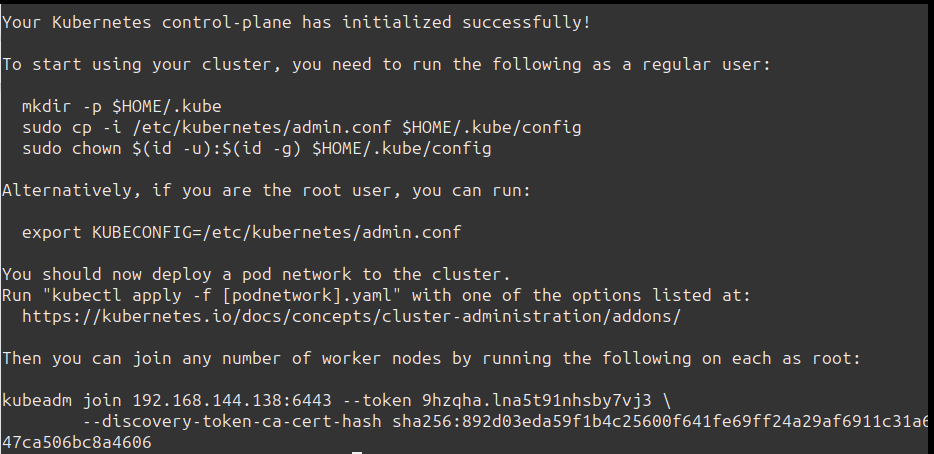 Your Kubernetes control-plane has initialized successfully!
To start using your cluster, you need to run the following as a regular user:
mkdir -p $HOME/.kube
sudo cp -i /etc/kubernetes/admin.conf $HOME/.kube/config
sudo chown $(id -u):$(id -g) $HOME/.kube/config
Alternatively, if you are the root user, you can run:
export KUBECONFIG=/etc/kubernetes/admin.conf
You should now deploy a pod network to the cluster.
Run "kubectl apply -f [podnetwork].yaml" with one of the options listed at:
https://kubernetes.io/docs/concepts/cluster-administration/addons/
Then you can join any number of worker nodes by running the following on each as root:
kubeadm join 192.168.144.138:6443 --token 9hzqha.lna5t91nhsby7vj3 \
--discovery-token-ca-cert-hash sha256:892d03eda59f1b4c25600f641fe69ff24a29af6911c31a6
47ca506bc8a4606